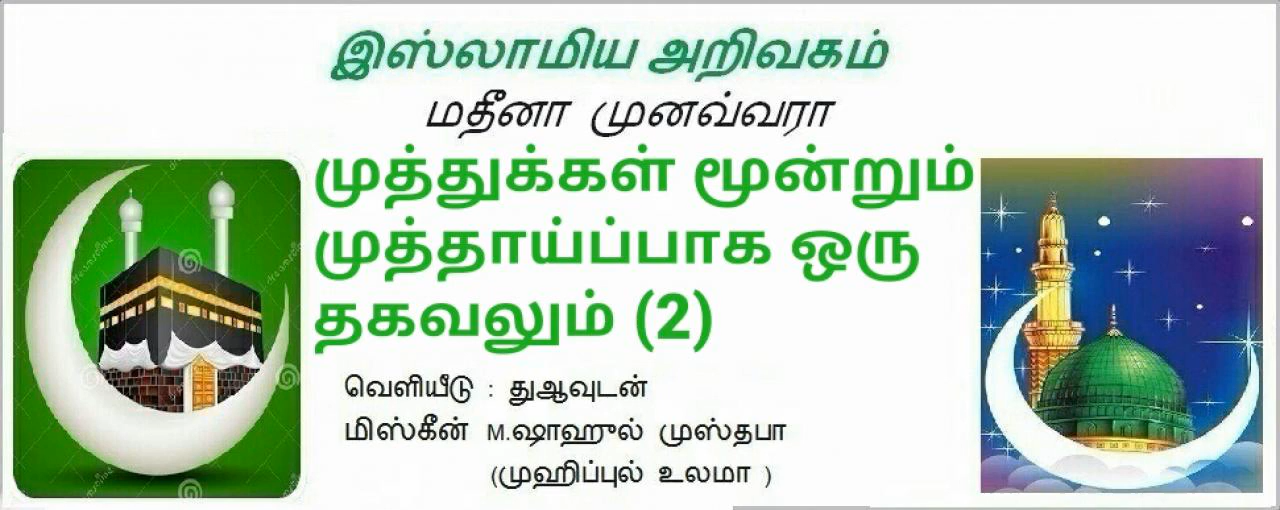 இஸ்லாமிய அறிவகம்
மதீனா முனவ்வரா
முத்துக்கள் மூன்றும்
முத்தாய்ப்பாக ஒரு
தகவலும் (2)
வெளியீடு : துஆவுடன்
மிஸ்கீன் M.ஷாஹுல் முஸ்தபா
(முஹிப்புல் உலமா )